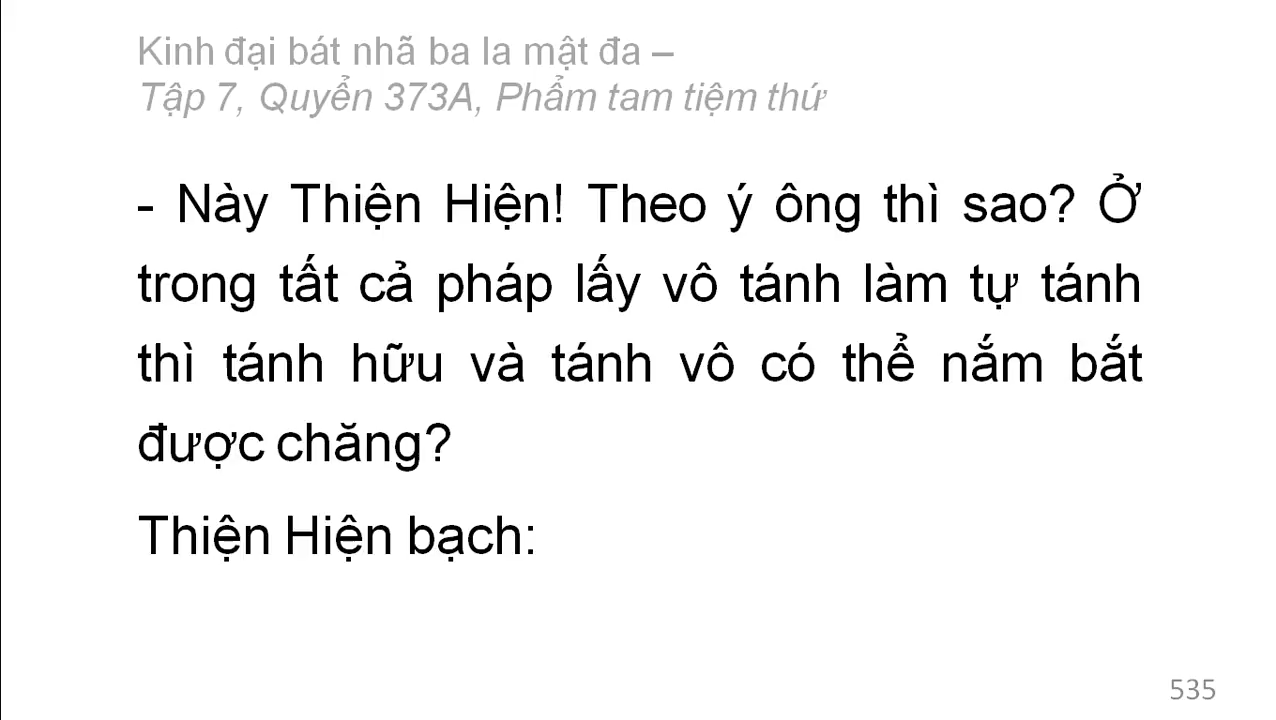 Kinh đại bát nhã ba la mật đa –
Tập 7, Quyển 373A, Phẩm tam tiệm thứ
- Này Thiện Hiện! Theo ý ông thì sao? Ở
trong tất cả pháp lấy vô tánh làm tự tánh
thì tánh hữu và tánh vô có thể nắm bắt
được chăng?
Thiện Hiện bạch:
535